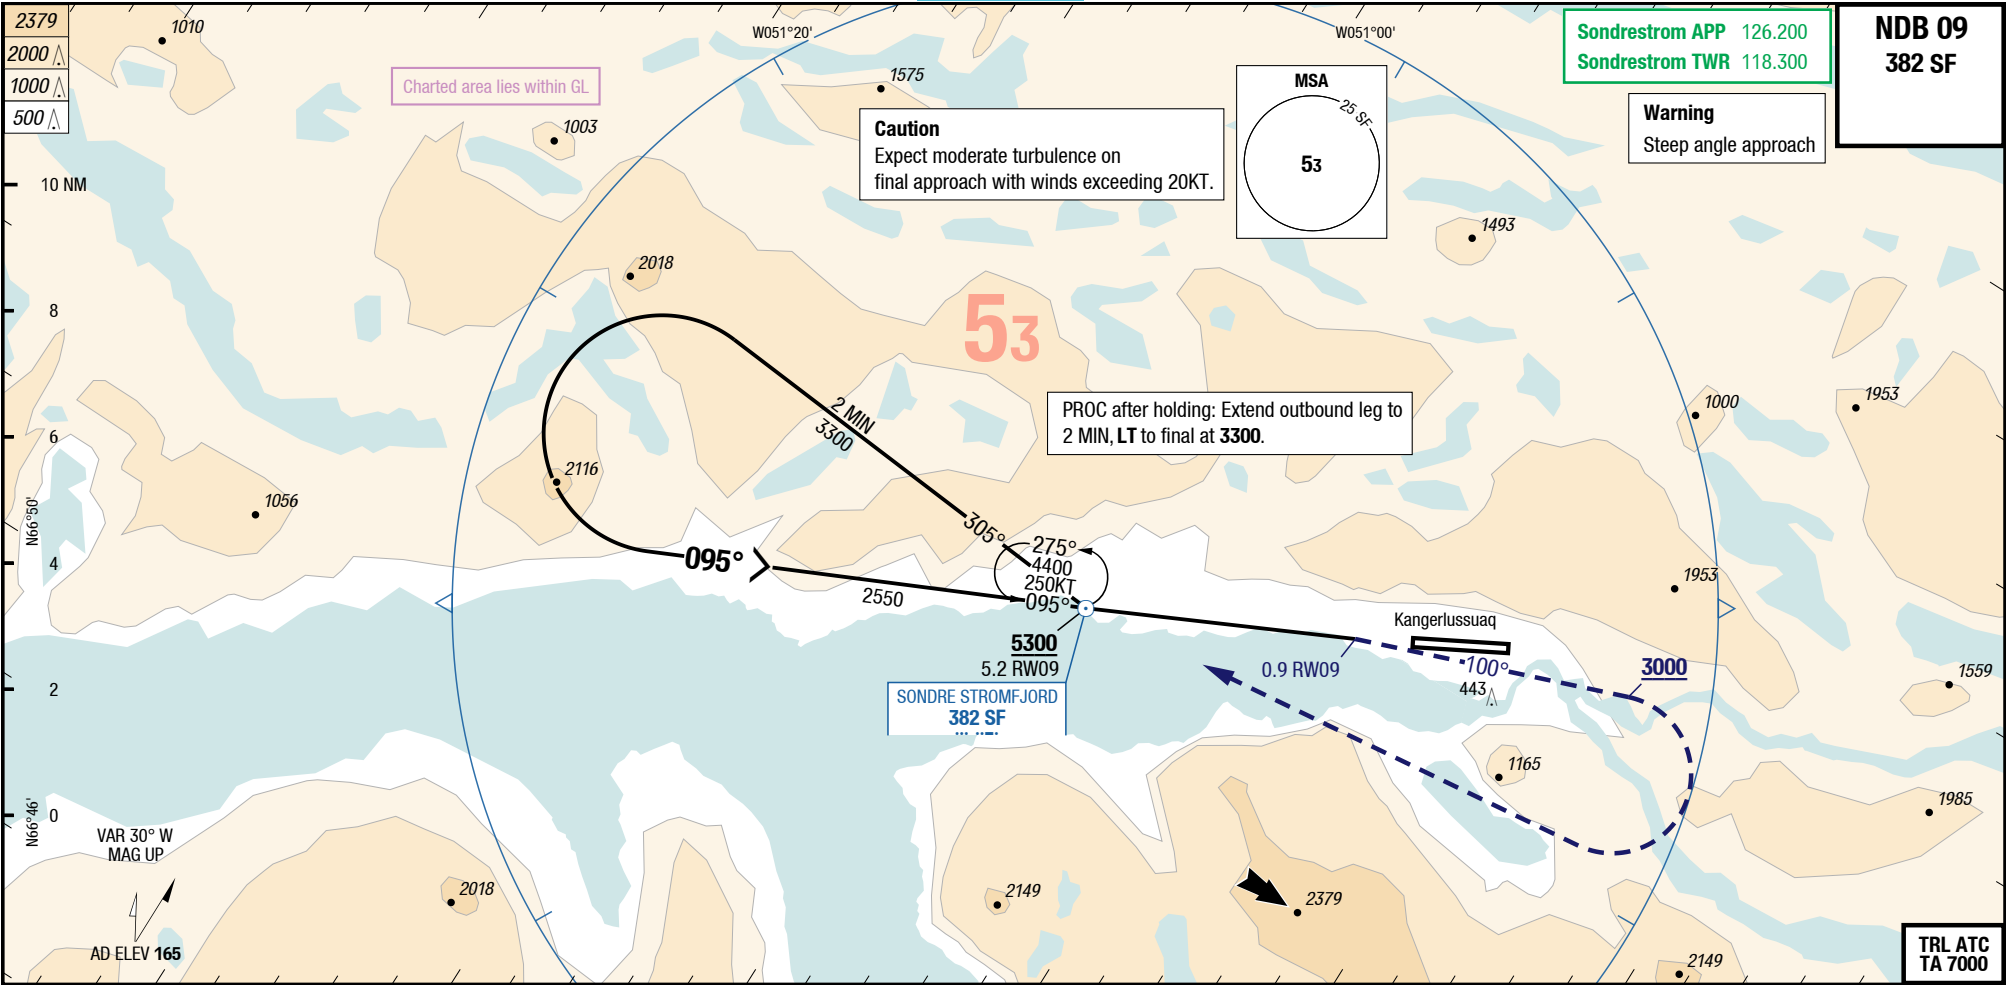 2379
2000
1000
500
1010
1003
Charted area lies within GL
W051°20'
1575
Caution
Expect moderate turbulence on
final approach with winds exceeding 20KT.
MSA
25 SF
53
W051°00'
Sondrestrom APP 126.200
Sondrestrom TWR 118.300
Warning
Steep angle approach
NDB 09
382 SF
10 NM
8
6
4
2
0
N66°50'
N66°46'
2018
53
1493
2 MIN
3300
PROC after holding: Extend outbound leg to
2 MIN, LT to final at 3300.
1000
1953
2116
1056
305°
275°
4400
250KT
095°
095°
2550
5300
5.2 RW09
SONDRE STROMFJORD
382 SF
1953
Kangerlussuaq
0.9 RW09
100°
443
3000
1559
1165
1985
VAR 30° W
MAG UP
AD ELEV 165
2018
2149
2379
2149
TRL ATC
TA 7000